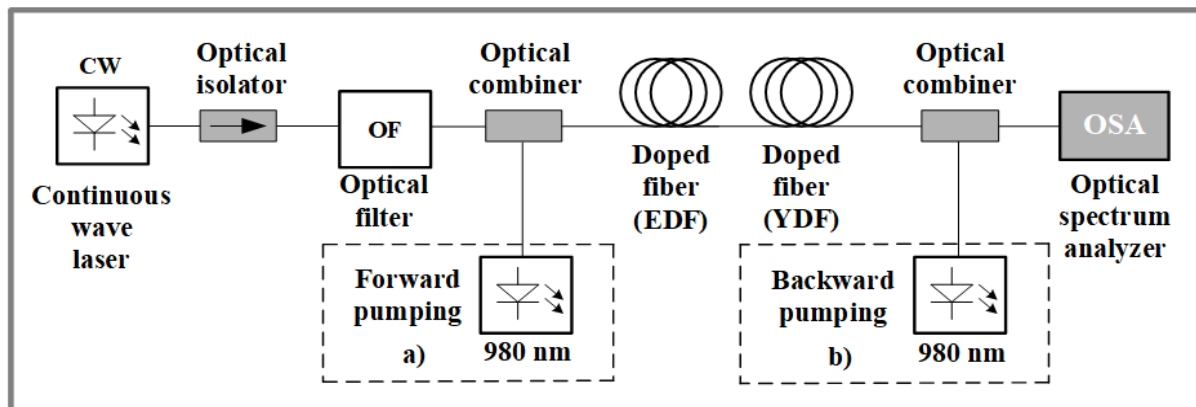 CW
Continuous
wave
laser
Optical
isolator
OF
Optical
filter
Optical
combiner
Forward
pumping
a)
980 nm
Doped
fiber
(EDF)
Doped
fiber
(YDF)
Optical
combiner
Backward
pumping
b)
980 nm
OSA
Optical
spectrum
analyzer